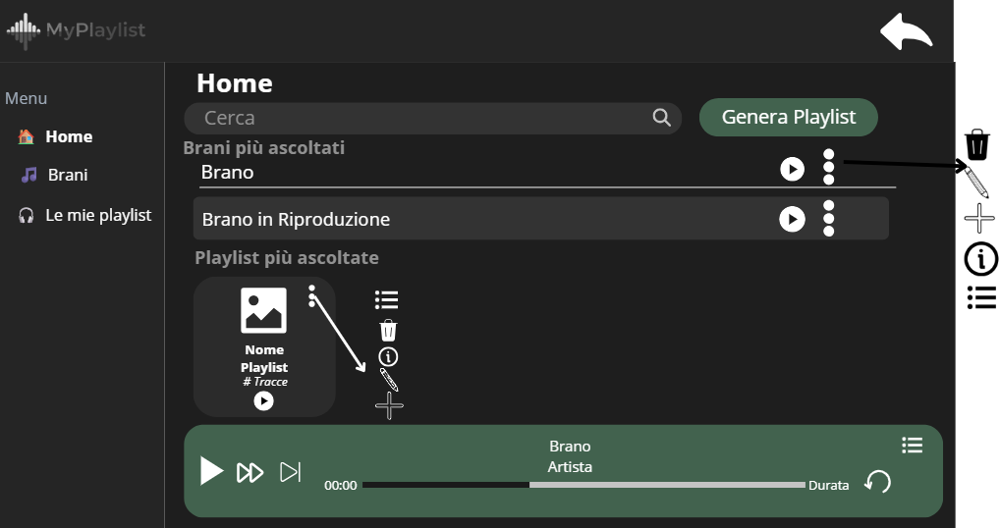 MyPlaylist
Menu
Home
Brani
Le mie playlist
Home
Cerca
Genera Playlist
Brani più ascoltati
Brano
Brano in Riproduzione
Playlist più ascoltate
Nome
Playlist
# Tracce
Brano
Artista
00:00
Durata